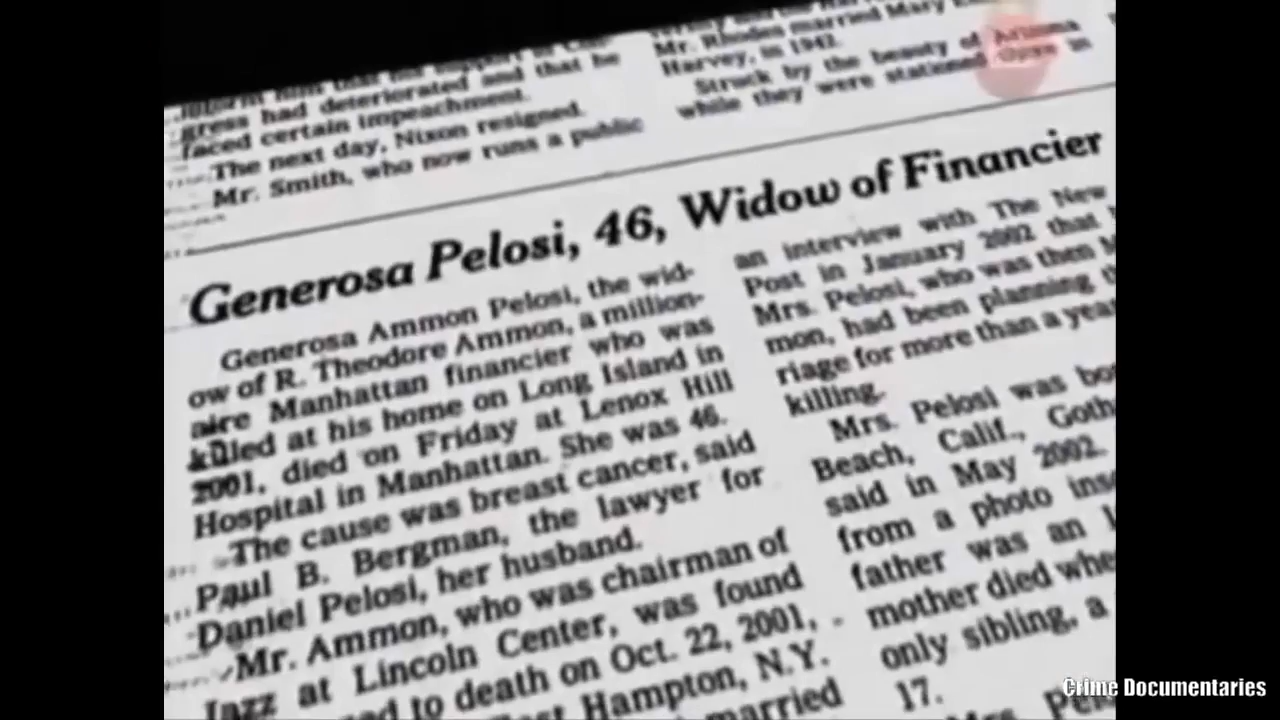 gress had deteriorated and that he
faced certain impeachment.
The next day, Nixon resigned.
Mr. Smith, who now runs a public
Mr. Rhodes married Mary
Harvey, in 1942.
Struck by the beauty of Arizona
while they were stationed in
Generosa Pelosi, 46, Widow of Financier
Generosa Ammon Pelosi, the wid-
ow of R. Theodore Ammon, a million-
aire Manhattan financier who was
killed at his home on Long Island in
2001, died on Friday at Lenox Hill
Hospital in Manhattan. She was 46.
The cause was breast cancer, said
Paul B. Bergman, the lawyer for
Daniel Pelosi, her husband.
Mr. Ammon, who was chairman of
Jazz at Lincoln Center, was found
to death on Oct. 22, 2001,
Hampton, N.Y.
married
an interview with The New
Post in January 2002 that
Mrs. Pelosi, who was then
mon, had been planning
riage for more than a year
killing.
Mrs. Pelosi was
Beach, Calif.,
said in May 2002.
from a photo
father was an
mother died
only sibling, a
17.
Mrs.
Crime Documentaries